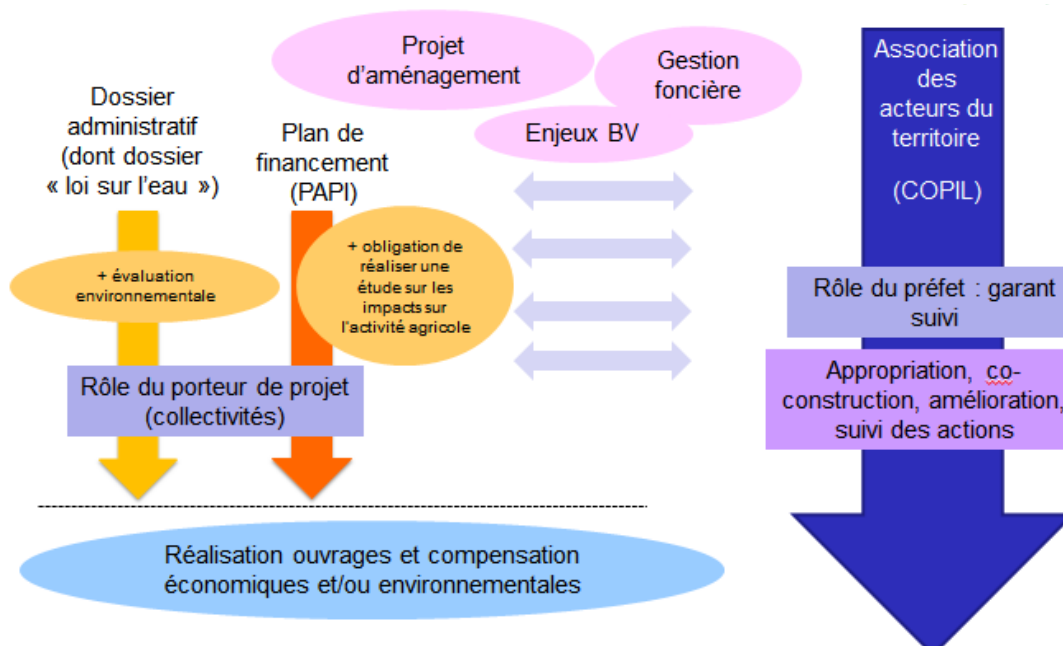 Projet
d'aménagement
Gestion
foncière
Enjeux BV
Dossier
administratif
(dont dossier
« loi sur l'eau »)
Plan de
financement
(PAPI)
+ évaluation
environnementale
+ obligation de
réaliser une
étude sur les
impacts sur
l'activité agricole
Rôle du porteur de projet
(collectivités)
Réalisation ouvrages et compensation
économiques et/ou environnementales
Association
des
acteurs du
territoire
(COPIL)
Rôle du préfet : garant
suivi
Appropriation, co-
construction, amélioration,
suivi des actions